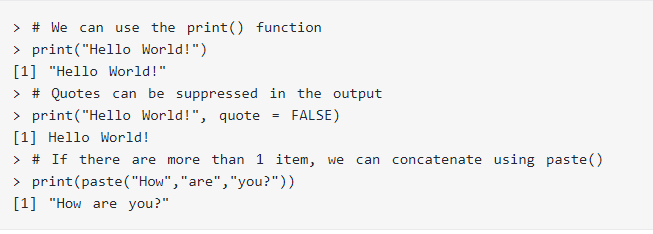 > # We can use the print() function
> print("Hello World!")
[1] "Hello World!"
> # Quotes can be suppressed in the output
> print("Hello World!", quote = FALSE)
[1] Hello World!
> # If there are more than 1 item, we can concatenate using paste()
> print(paste("How","are","you?"))
[1] "How are you?"